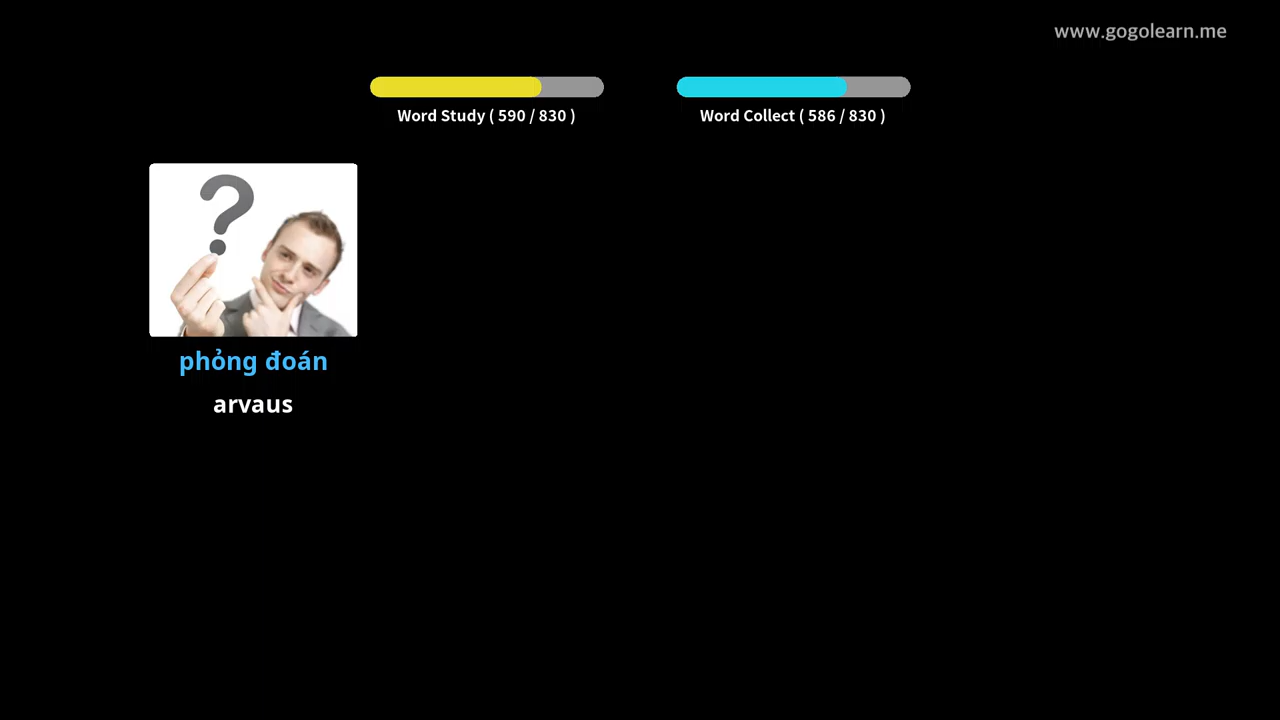 www.gogolearn.me
Word Study ( 590 / 830 )
Word Collect ( 586 / 830 )
phỏng đoán
arvaus